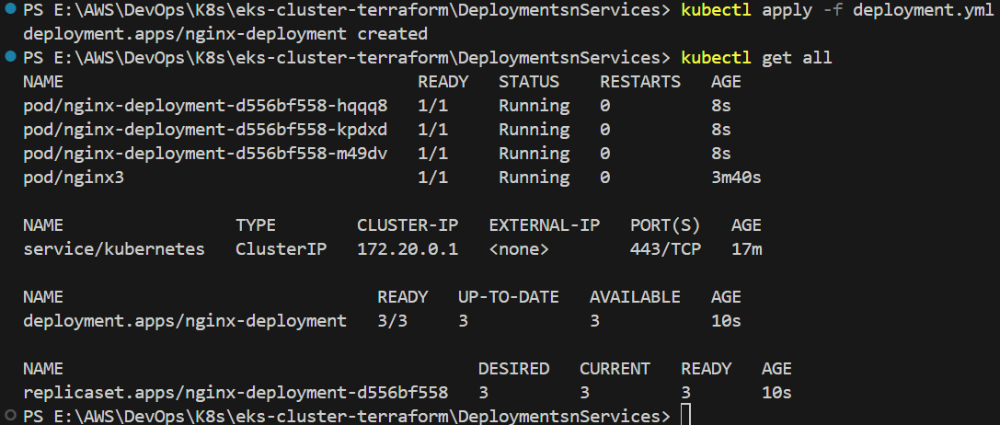 PS E:\AWS\DevOps\K8s\eks-cluster-terraform\DeploymentsnServices> kubectl apply -f deployment.yml
deployment.apps/nginx-deployment created
PS E:\AWS\DevOps\K8s\eks-cluster-terraform\DeploymentsnServices> kubectl get all
NAME                                   READY   STATUS    RESTARTS   AGE
pod/nginx-deployment-d556bf558-hqqq8   1/1     Running   0          8s
pod/nginx-deployment-d556bf558-kpdxd   1/1     Running   0          8s
pod/nginx-deployment-d556bf558-m49dv   1/1     Running   0          8s
pod/nginx3                             1/1     Running   0          3m40s

NAME                 TYPE        CLUSTER-IP   EXTERNAL-IP   PORT(S)   AGE
service/kubernetes   ClusterIP   172.20.0.1   <none>        443/TCP   17m

NAME                               READY   UP-TO-DATE   AVAILABLE   AGE
deployment.apps/nginx-deployment   3/3     3            3           10s

NAME                                         DESIRED   CURRENT   READY   AGE
replicaset.apps/nginx-deployment-d556bf558   3         3         3       10s
PS E:\AWS\DevOps\K8s\eks-cluster-terraform\DeploymentsnServices>